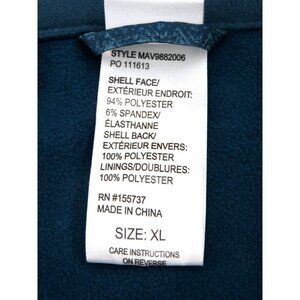 STYLE MAV9882006
PO 111613
SHELL FACE/
EXTÉRIEUR ENDROIT:
94% POLYESTER
6% SPANDEX/
ÉLASTHANNE
SHELL BACK/
EXTÉRIEUR ENVERS:
100% POLYESTER
LININGS/DOUBLURES:
100% POLYESTER
RN #155737
MADE IN CHINA
SIZE: XL
CARE INSTRUCTIONS
ON REVERSE